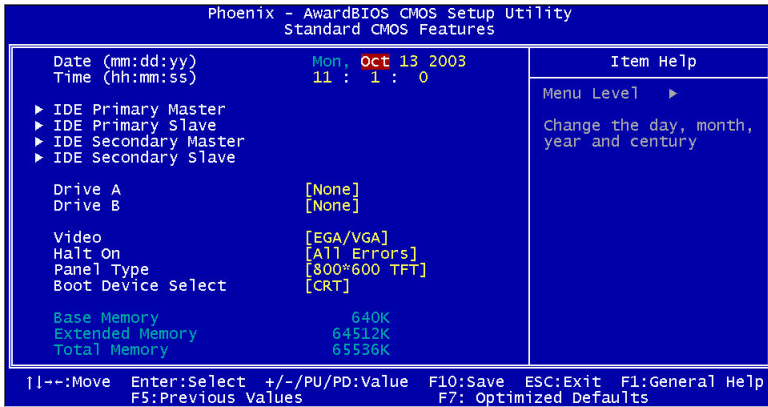 Phoenix - AwardBIOS CMOS Setup Utility
Standard CMOS Features
Date (mm:dd:yy) Mon, Oct 13 2003
Time (hh:mm:ss) 11 : 1 : 0
▶ IDE Primary Master
▶ IDE Primary Slave
▶ IDE Secondary Master
▶ IDE Secondary Slave
Drive A [None]
Drive B [None]
Video [EGA/VGA]
Halt On [All Errors]
Panel Type [800*600 TFT]
Boot Device Select [CRT]
Base Memory 640K
Extended Memory 64512K
Total Memory 65536K
Item Help
Menu Level ▶
Change the day, month,
year and century
↑↓→←:Move Enter:Select +/-/PU/PD:Value F10:Save ESC:Exit F1:General Help
F5:Previous Values F7: Optimized Defaults